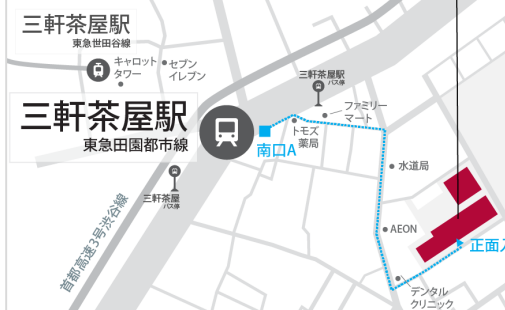 三軒茶屋駅
東急世田谷線
キャロット
タワー
セブン
イレブン
三軒茶屋駅
東急田園都市線
南口A
三軒茶屋駅
バス停
ファミリー
マート
トモズ
薬局
水道局
三軒茶屋
バス停
AEON
正面入
首都高速3号渋谷線
デンタル
クリニック